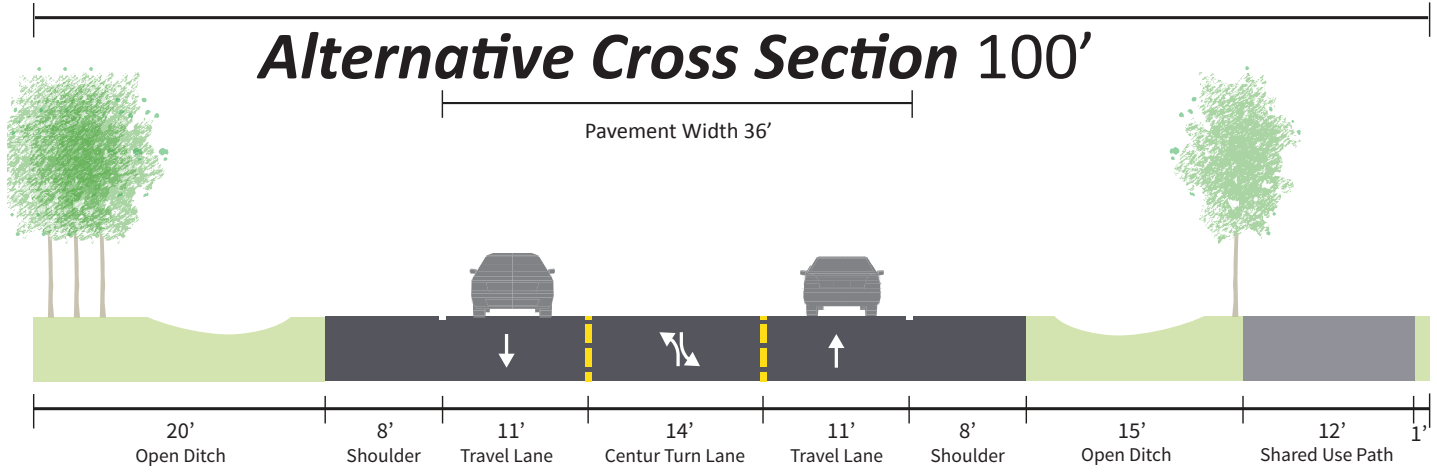 Alternative Cross Section 100’
Pavement Width 36’
20’
Open Ditch
8’
Shoulder
11’
Travel Lane
14’
Centur Turn Lane
11’
Travel Lane
8’
Shoulder
15’
Open Ditch
12’
Shared Use Path
1’